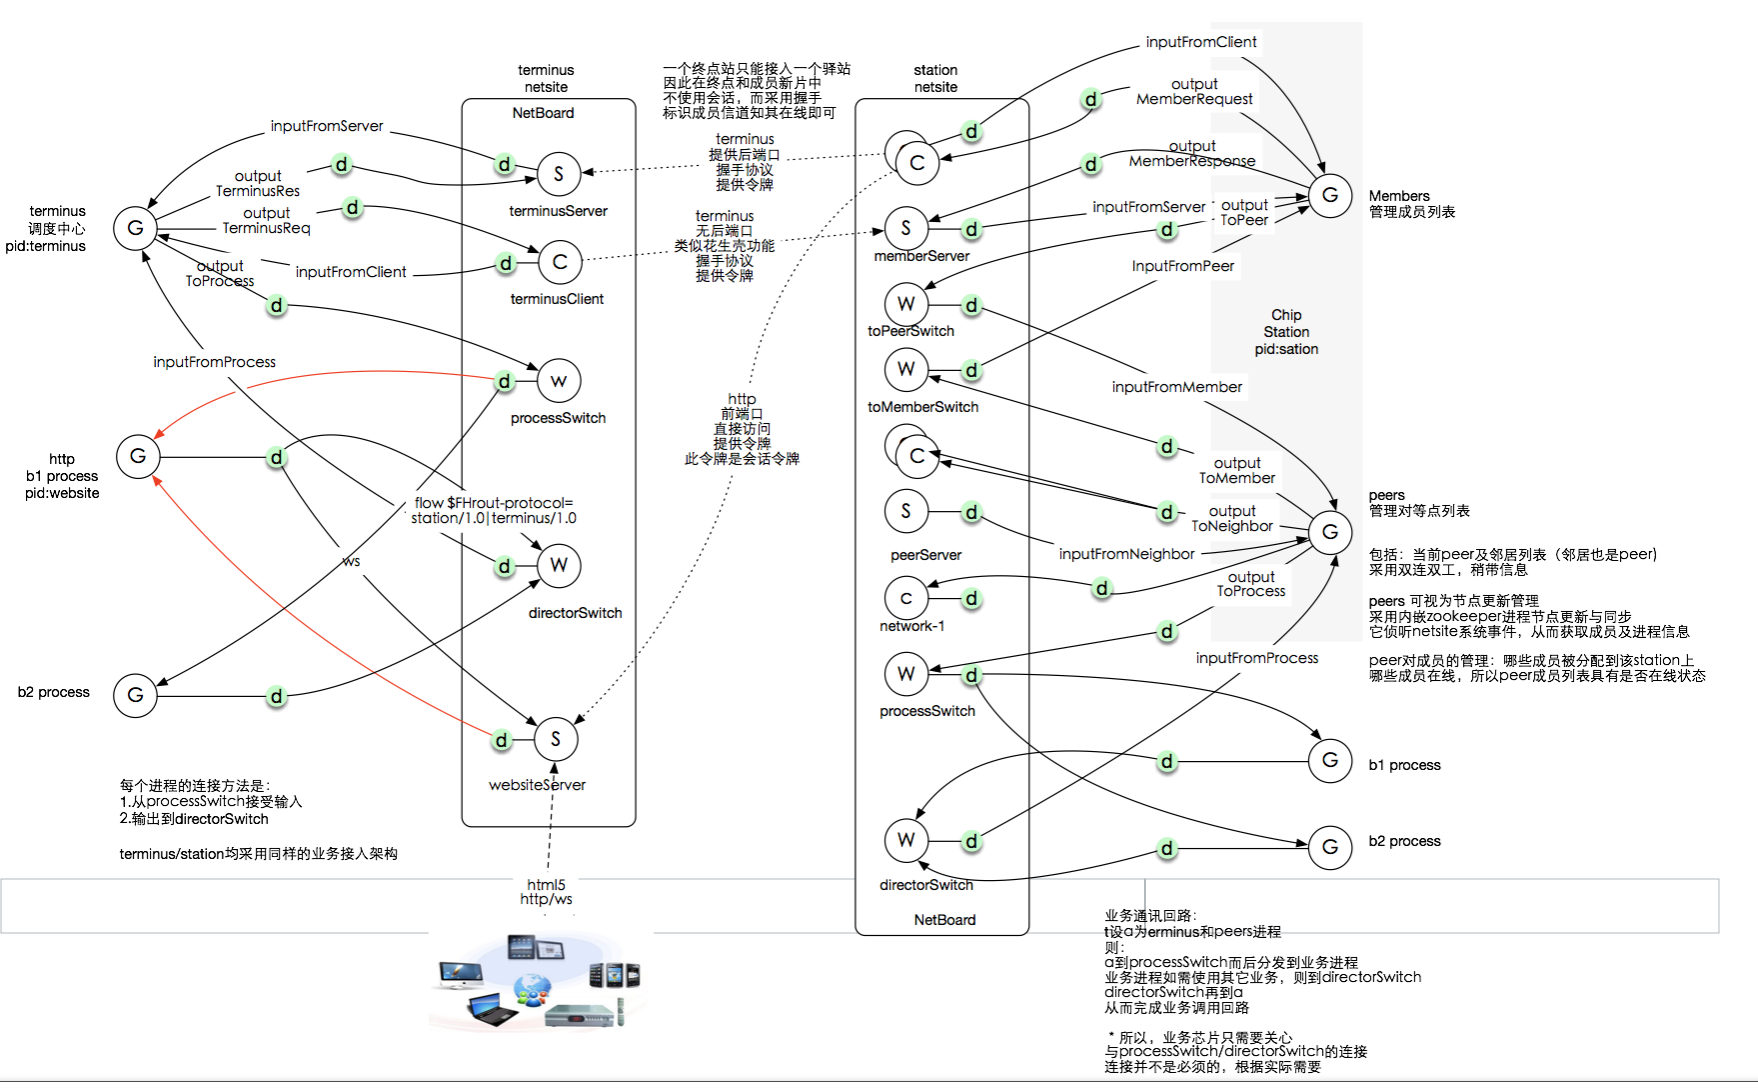 terminus
netsite
NetBoard
inputFromServer
d
d
S
terminusServer
output
TerminusRes
output
TerminusReq
d
terminus
调度中心
pid:terminus
G
inputFromClient
d
C
terminusClient
output
ToProcess
d
inputFromProcess
d
w
processSwitch
http
b1 process
pid:website
G
d
flow $FHrout-protocol=
station/1.0|terminus/1.0
ws
d
W
directorSwitch
b2 process
G
d
d
S
websiteServer
每个进程的连接方法是：
1.从processSwitch接受输入
2.输出到directorSwitch
terminus/station均采用同样的业务接入架构
html5
http/ws
一个终点站只能接入一个驿站
因此在终点和成员新片中
不使用会话，而采用握手
标识成员信道知其在线即可
terminus
提供后端口
握手协议
提供令牌
terminus
无后端口
类似花生壳功能
握手协议
提供令牌
http
前端口
直接访问
提供令牌
此令牌是会话令牌
station
netsite
C
d
inputFromClient
d
output
MemberRequest
d
output
MemberResponse
S
d
memberServer
inputFromServer
d
output
ToPeer
G
Members
管理成员列表
W
d
toPeerSwitch
InputFromPeer
W
d
toMemberSwitch
inputFromMember
Chip
Station
pid:sation
C
d
output
ToMember
S
d
peerServer
d
output
ToNeighbor
inputFromNeighbor
G
peers
管理对等点列表
包括：当前peer及邻居列表（邻居也是peer)
采用双连双工，稍带信息
peers 可视为节点更新管理
采用内嵌zookeeper进程节点更新与同步
它侦听netsite系统事件，从而获取成员及进程信息
peer对成员的管理：哪些成员被分配到该station上
哪些成员在线，所以peer成员列表具有是否在线状态
c
d
network-1
d
output
ToProcess
d
inputFromProcess
W
d
processSwitch
d
G
b1 process
W
d
directorSwitch
d
G
b2 process
NetBoard
业务通讯回路：
t设a为erminus和peers进程
则：
a到processSwitch而后分发到业务进程
业务进程如需使用其它业务，则到directorSwitch
directorSwitch再到a
从而完成业务调用回路
* 所以，业务芯片只需要关心
与processSwitch/directorSwitch的连接
连接并不是必须的，根据实际需要